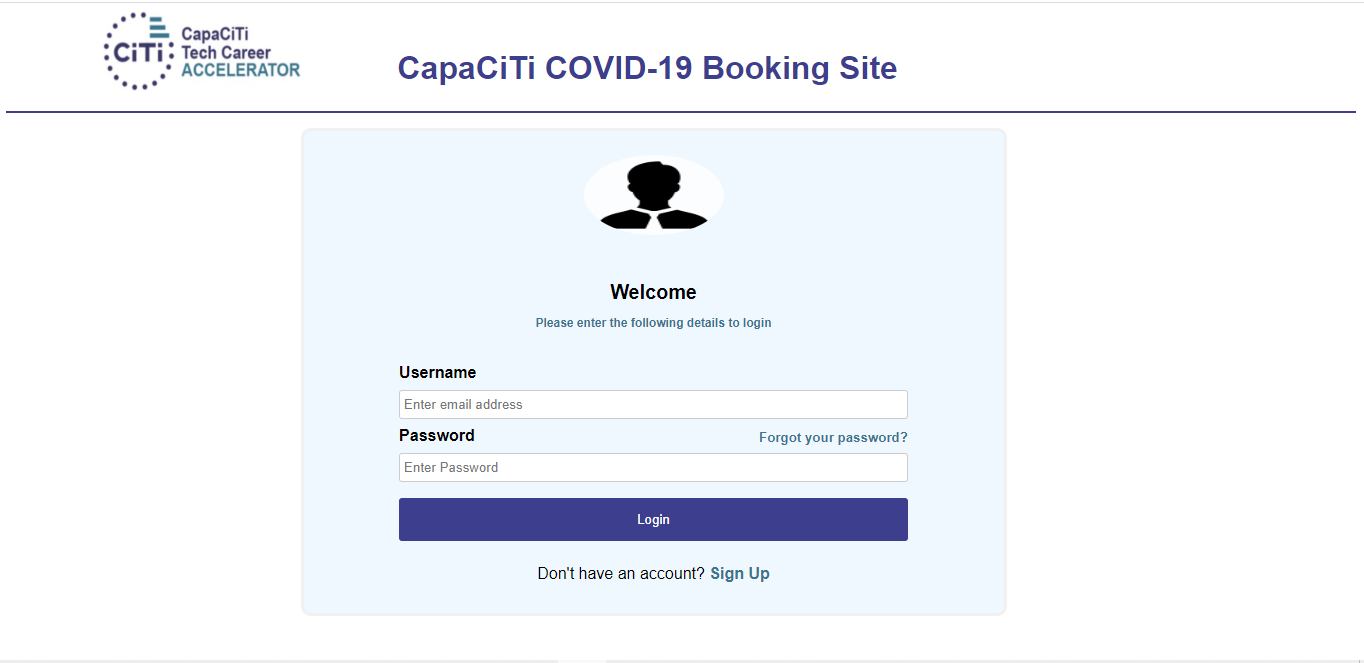 CiTi
CapaCiTi
Tech Career
ACCELERATOR
CapaCiTi COVID-19 Booking Site
Welcome
Please enter the following details to login
Username
Enter email address
Password
Forgot your password?
Enter Password
Login
Don't have an account? Sign Up